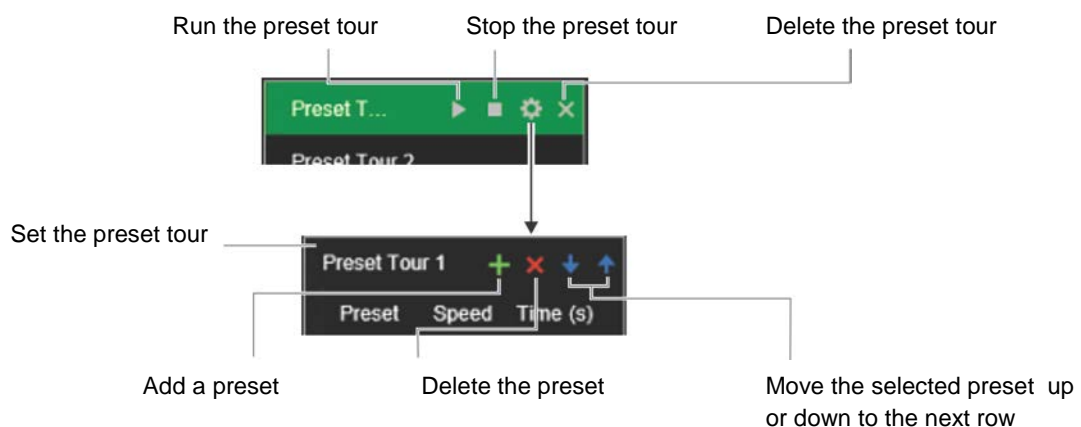 Run the preset tour Stop the preset tour Delete the preset tour
Preset T...
Preset Tour 2
Set the preset tour
Preset Tour 1
Preset Speed Time (s)
Add a preset Delete the preset Move the selected preset up
or down to the next row